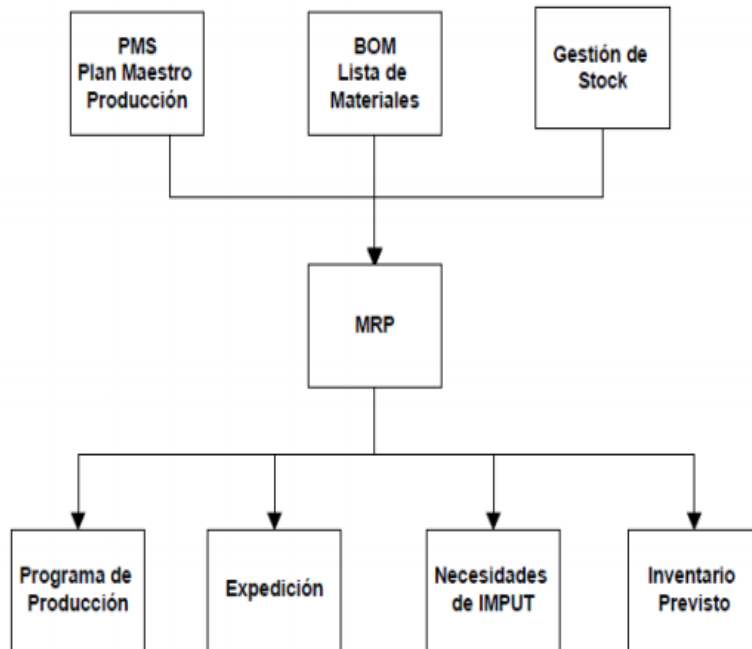 PMS
Plan Maestro
Producción
BOM
Lista de
Materiales
Gestión de
Stock
MRP
Programa de
Producción
Expedición
Necesidades
de IMPUT
Inventario
Previsto